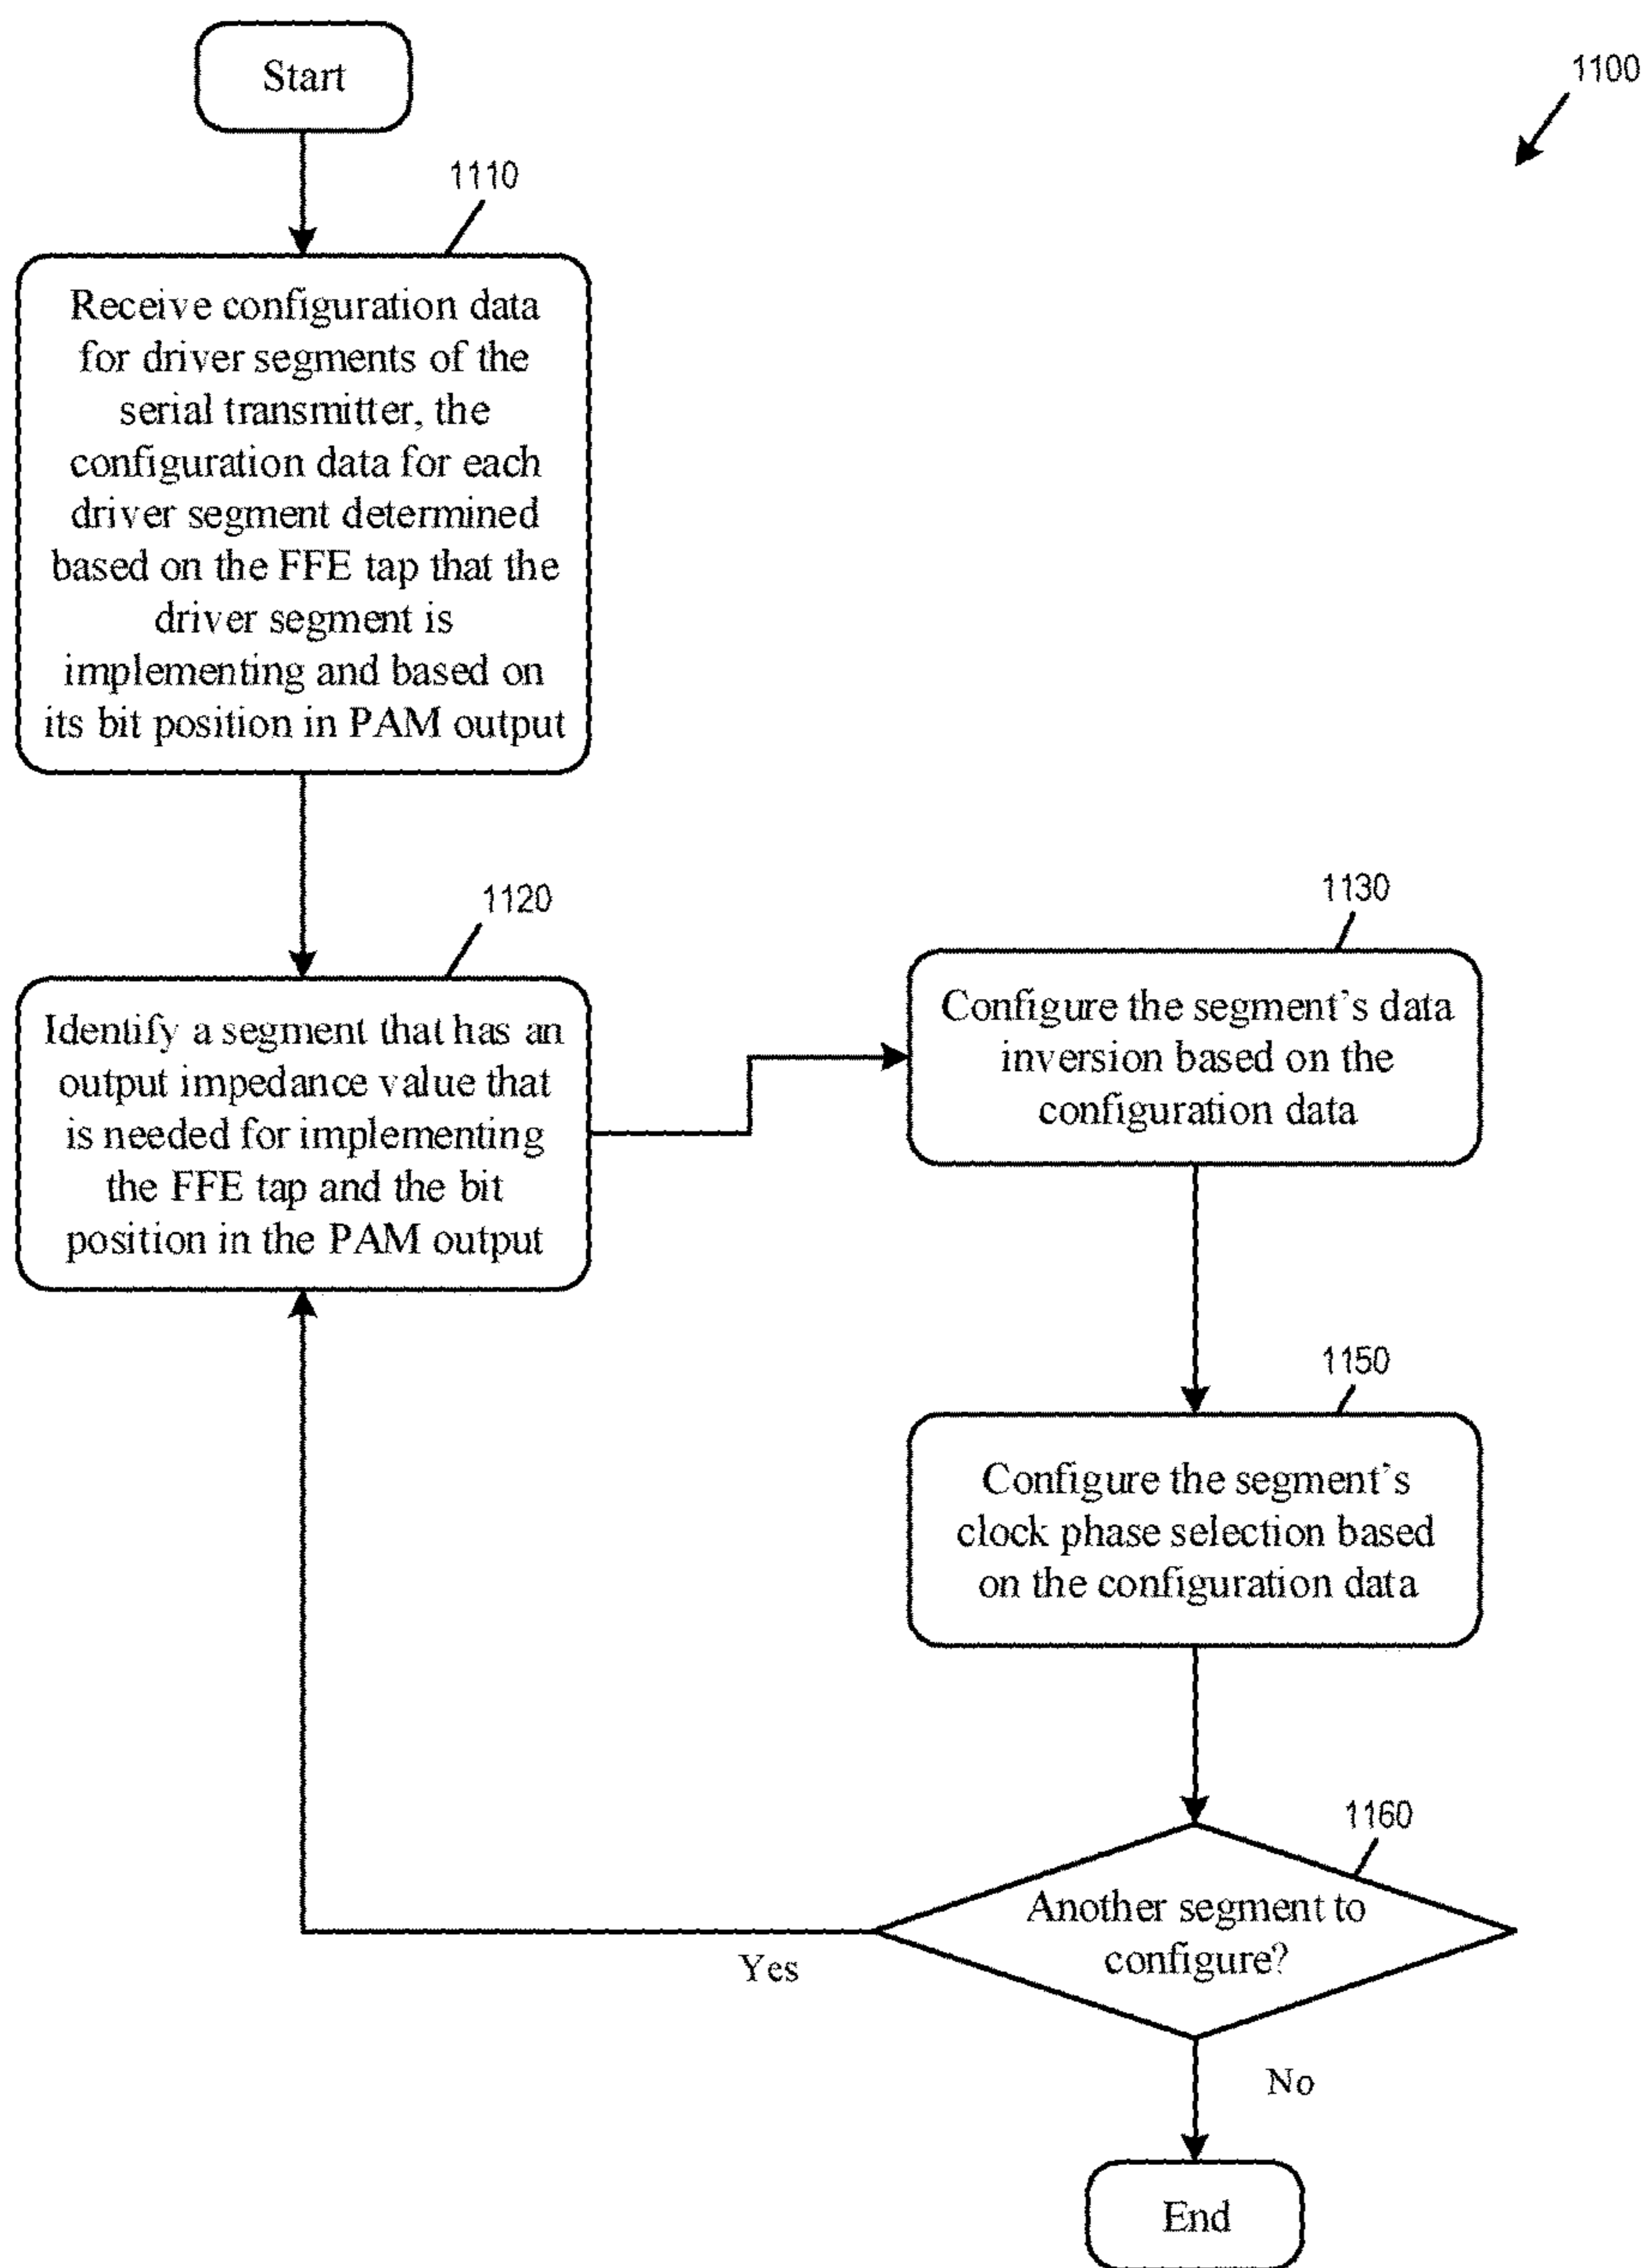 Start
1100
1110
Receive configuration data
for driver segments of the
serial transmitter, the
configuration data for each
driver segment determined
based on the FFE tap that the
driver segment is
implementing and based on
its bit position in PAM output
1120
Identify a segment that has an
output impedance value that
is needed for implementing
the FFE tap and the bit
position in the PAM output
1130
Configure the segment’s data
inversion based on the
configuration data
1150
Configure the segment’s
clock phase selection based
on the configuration data
1160
Another segment to
configure?
Yes
No
End